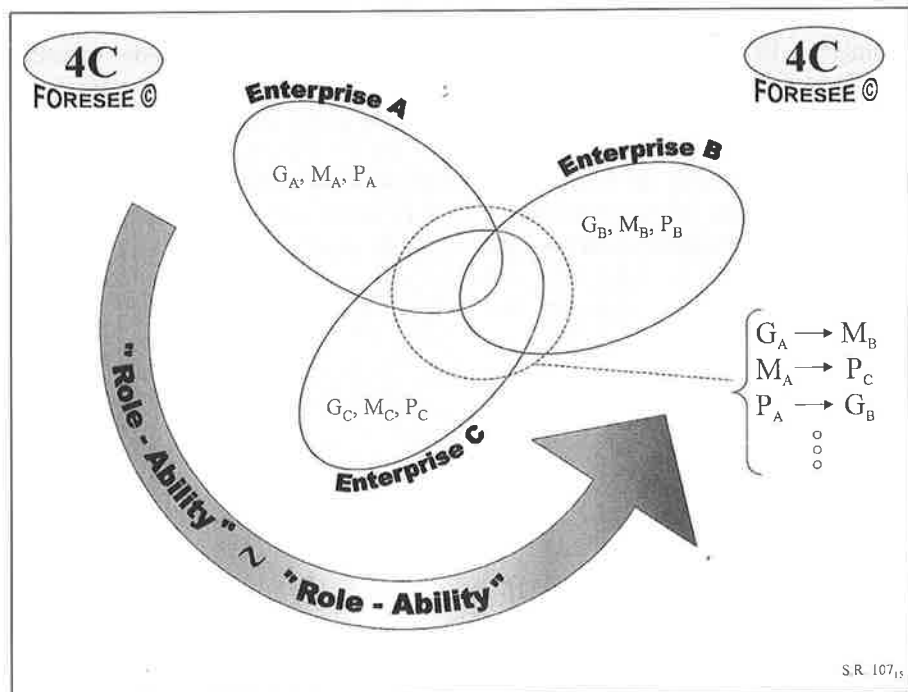 4C
FORESEE ©
4C
FORESEE ©
Enterprise A
G_A, M_A, P_A
Enterprise B
G_B, M_B, P_B
G_C, M_C, P_C
Enterprise C
G_A → M_B
M_A → P_C
P_A → G_B
"Role - Ability" ~ "Role - Ability"
S.R. 107_15